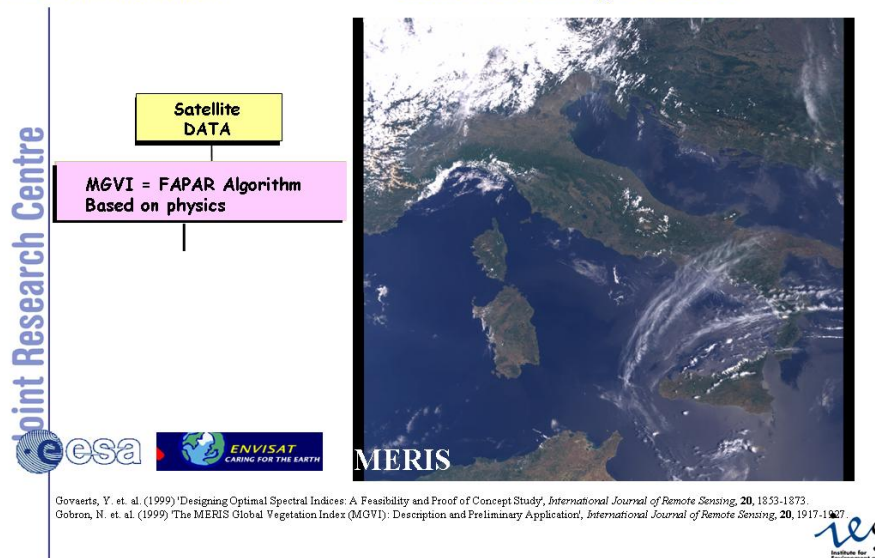 Satellite
DATA
MGVI = FAPAR Algorithm
Based on physics
Joint Research Centre
esa
ENVISAT
CARING FOR THE EARTH
MERIS
Govaerts, Y. et. al. (1999) 'Designing Optimal Spectral Indices: A Feasibility and Proof of Concept Study', International Journal of Remote Sensing, 20, 1853-1873.
Gobron, N. et. al. (1999) 'The MERIS Global Vegetation Index (MGVI): Description and Preliminary Application', International Journal of Remote Sensing, 20, 1917-1927.
ies
Institute for